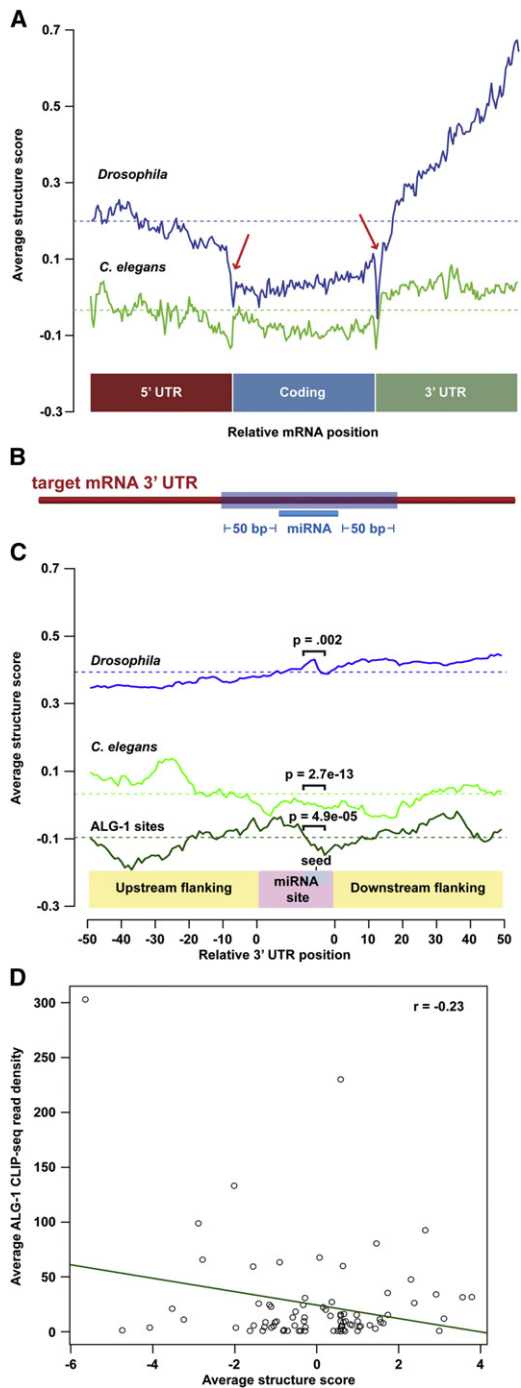 A
0.7
0.5
0.3
0.1
-0.1
-0.3
Average structure score
Drosophila
C. elegans
5' UTR
Coding
3' UTR
Relative mRNA position
B
target mRNA 3' UTR
50 bp
miRNA
50 bp
C
0.7
0.5
0.3
0.1
-0.1
-0.3
Average structure score
Drosophila
p = .002
C. elegans
p = 2.7e-13
ALG-1 sites
p = 4.9e-05
seed
Upstream flanking
miRNA
site
Downstream flanking
-50 -40 -30 -20 -10 0 0 10 20 30 40 50
Relative 3' UTR position
D
r = -0.23
300
250
200
150
100
50
0
Average ALG-1 CLIP-seq read density
-6 -4 -2 0 2 4
Average structure score